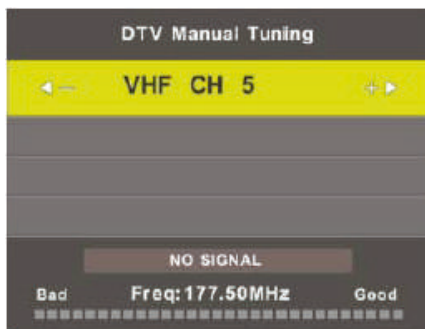 DTV Manual Tuning
VHF CH 5
NO SIGNAL
Bad Freq:177.50MHz Good